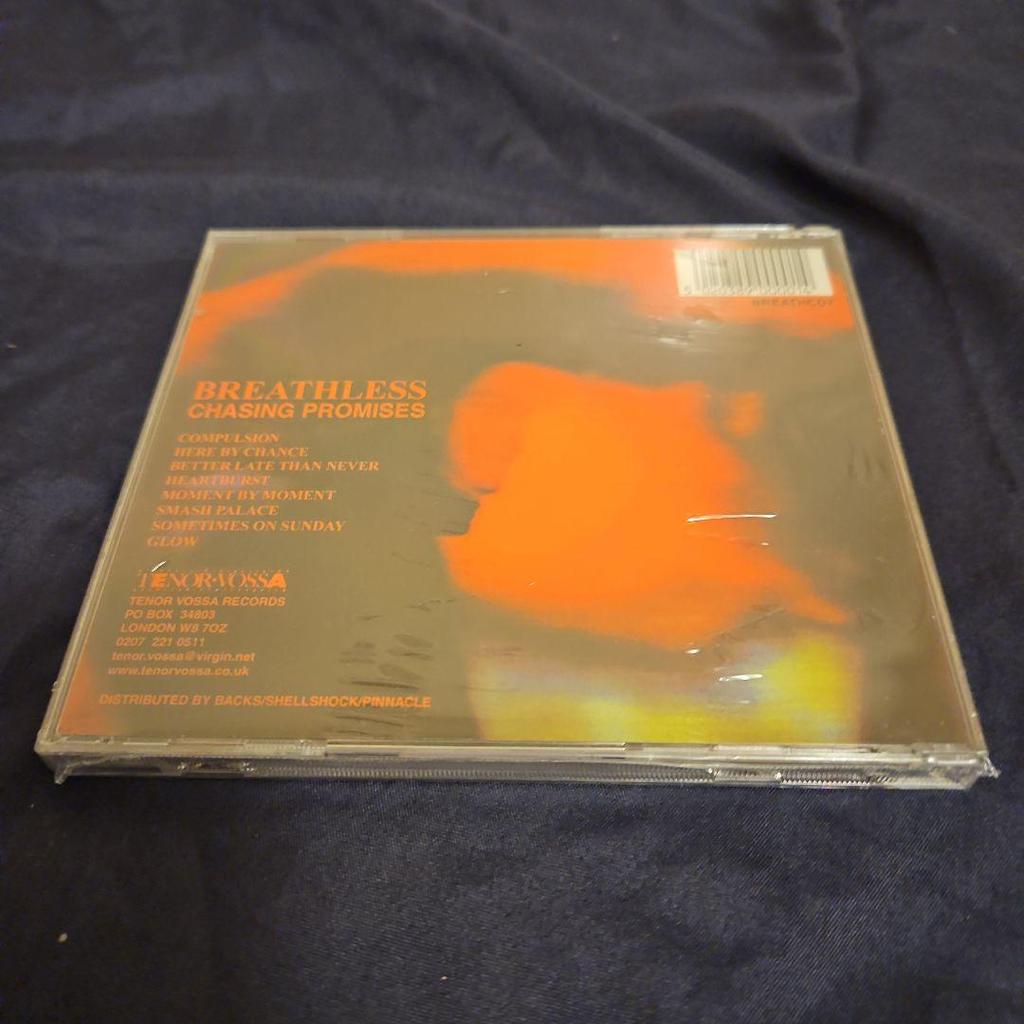 BREATHLESS
CHASING PROMISES
COMPULSION
HERE BY CHANCE
BETTER LATE THAN NEVER
HEARTBURST
MOMENT BY MOMENT
SMASH PALACE
SOMETIMES ON SUNDAY
GLOW
TENOR·VOSSA
TENOR VOSSA RECORDS
PO BOX 34803
LONDON W8 7OZ
0207 221 0511
tenor.vossa@virgin.net
www.tenorvossa.co.uk
DISTRIBUTED BY BACKS/SHELLSHOCK/PINNACLE